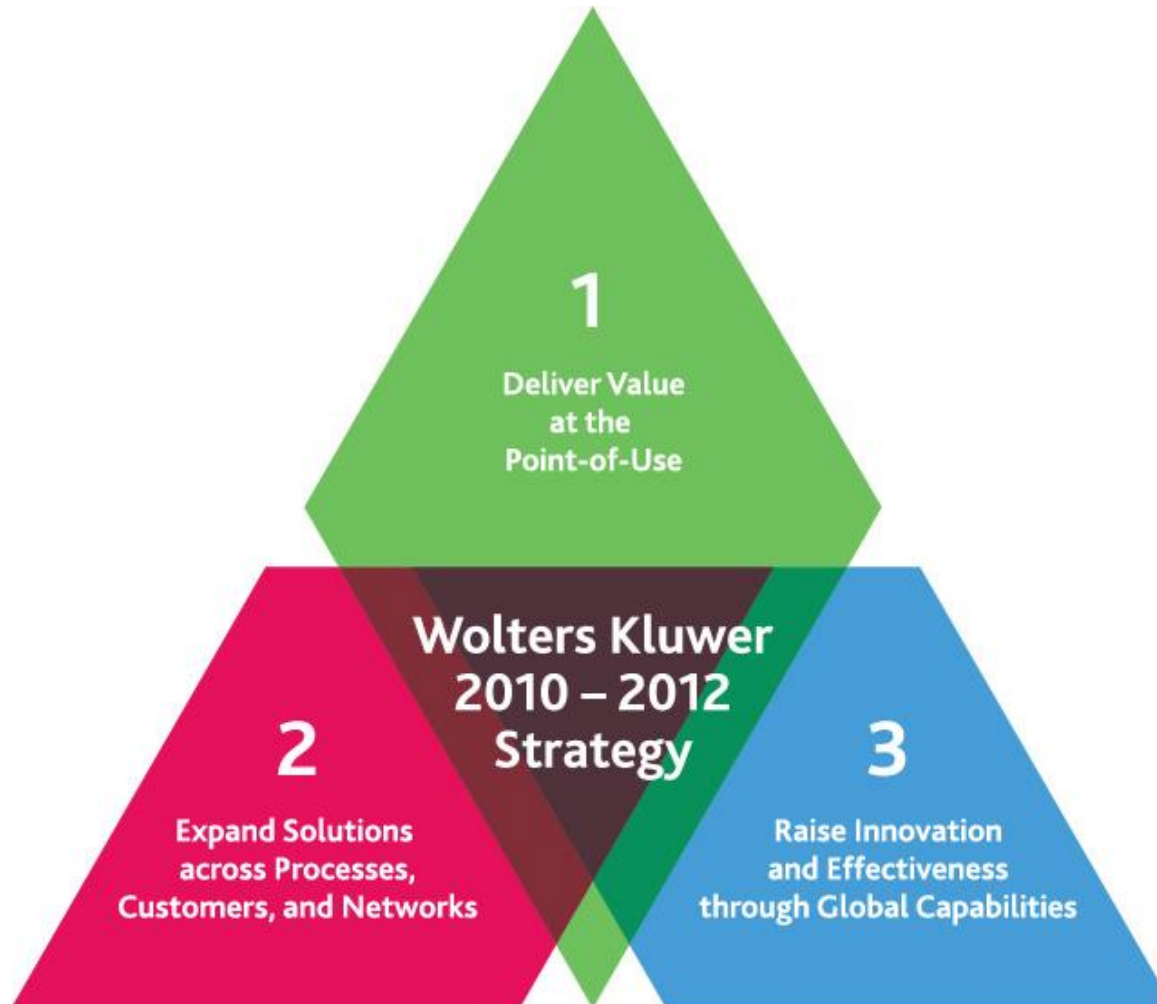 1
Deliver Value
at the
Point-of-Use
Wolters Kluwer
2010 – 2012
Strategy
2
Expand Solutions
across Processes,
Customers, and Networks
3
Raise Innovation
and Effectiveness
through Global Capabilities